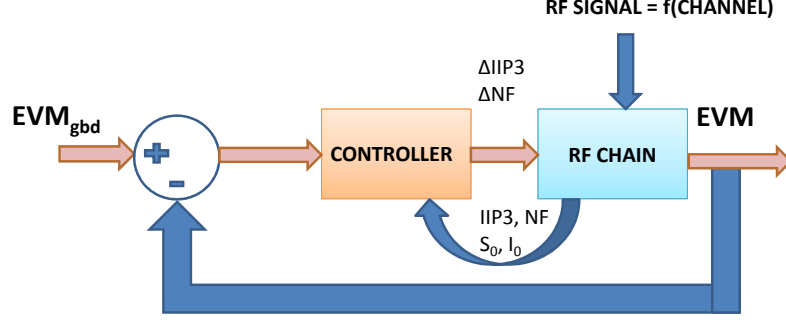 RF SIGNAL = f(CHANNEL)
ΔIIP3
ΔNF
EVMgbd
EVM
+
-
CONTROLLER
RF CHAIN
IIP3, NF
S0, I0